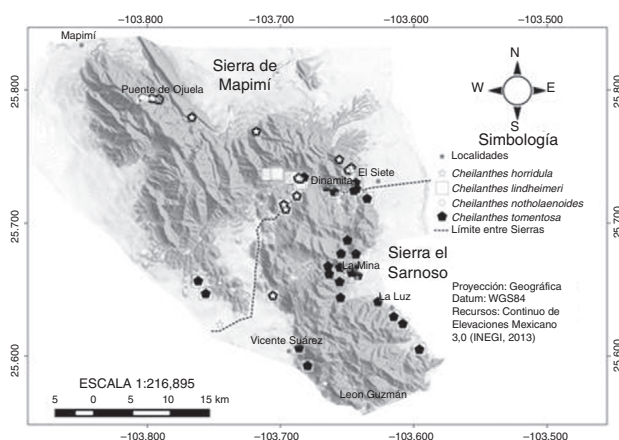 −103.800 −103.700 −103.600 −103.500
Mapimí
Sierra de
Mapimí
N
W E
S
25.800
25.800
Puente de Ojuela
Simbología
Localidades
Cheilanthes horridula
Cheilanthes lindheimeri
Cheilanthes notholaenoides
Cheilanthes tomentosa
Límite entre Sierras
Dinamita
El Siete
25.700
25.700
Sierra el
Sarnoso
La Mina
La Luz
Proyección: Geográfica
Datum: WGS84
Recursos: Continuo de
Elevaciones Mexicano
3,0 (INEGI, 2013)
Vicente Suárez
25.600
25.600
ESCALA 1:216,895
5 0 5 10 15 km
Leon Guzmán
−103.800 −103.700 −103.600 −103.500